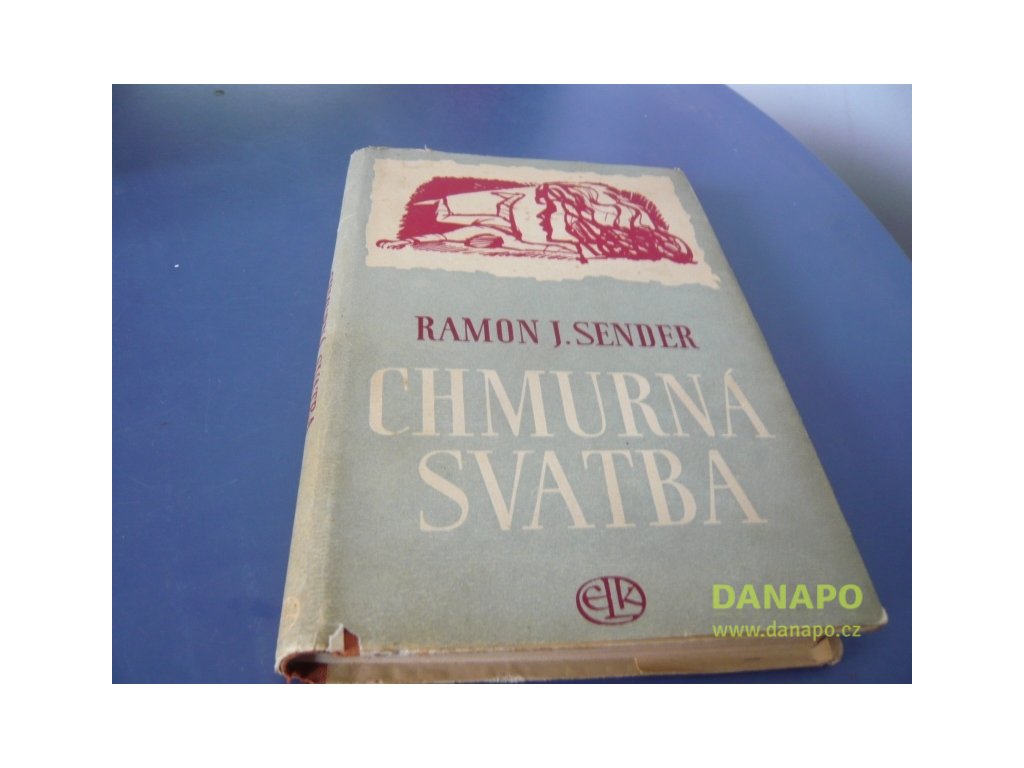 RAMON J. SENDER
CHMURNÁ
SVATBA
ELK
DANAPO
www.danapo.cz